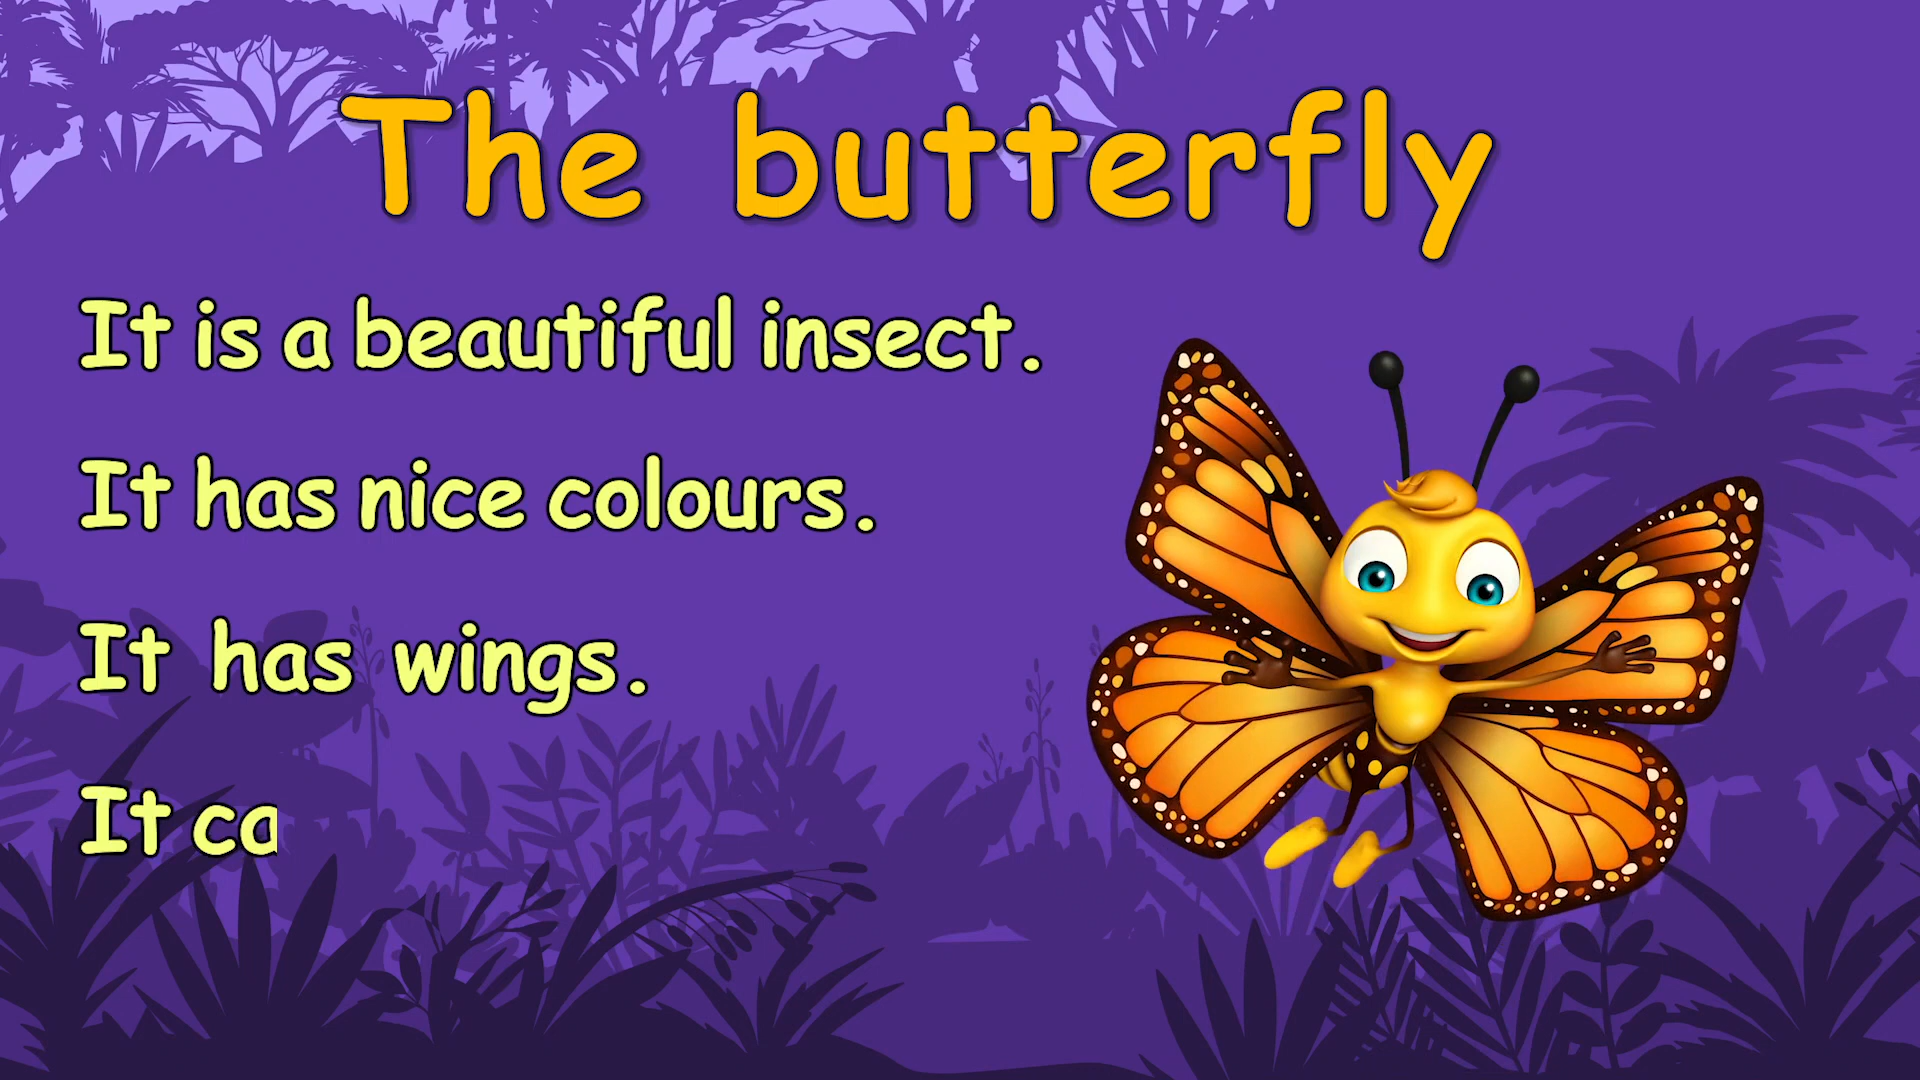 The butterfly
It is a beautiful insect.
It has nice colours.
It has wings.
It ca